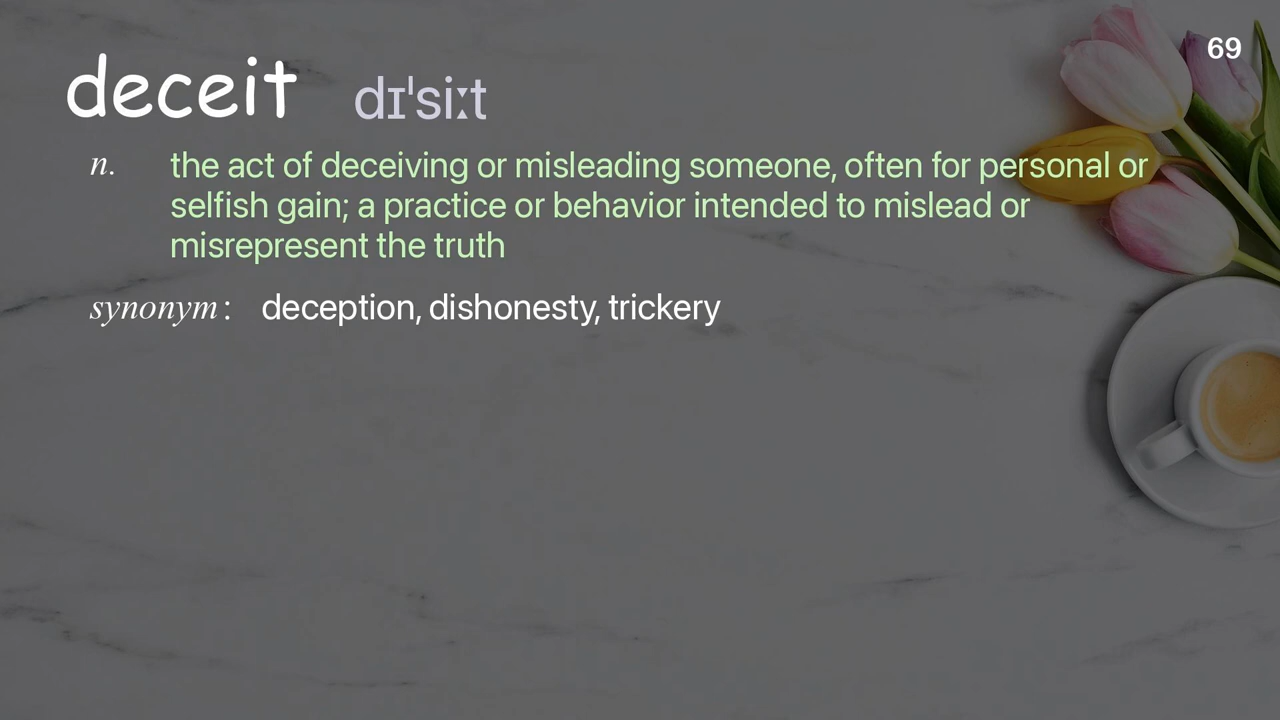 69
deceit dɪˈsiːt
n. the act of deceiving or misleading someone, often for personal or
selfish gain; a practice or behavior intended to mislead or
misrepresent the truth
synonym : deception, dishonesty, trickery